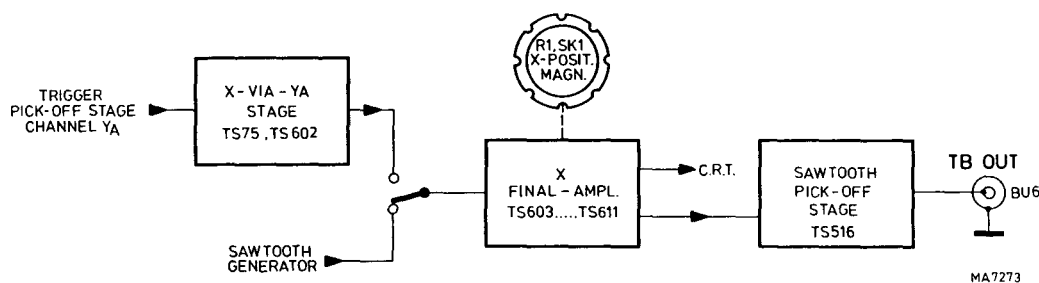 TRIGGER
PICK-OFF STAGE
CHANNEL YA
X-VIA-YA
STAGE
TS75, TS602
SAWTOOTH
GENERATOR
R1, SK1
X-POSIT.
MAGN.
X
FINAL-AMPL.
TS603.....TS611
C.R.T.
SAWTOOTH
PICK-OFF
STAGE
TS516
TB OUT
BU6
MA7273